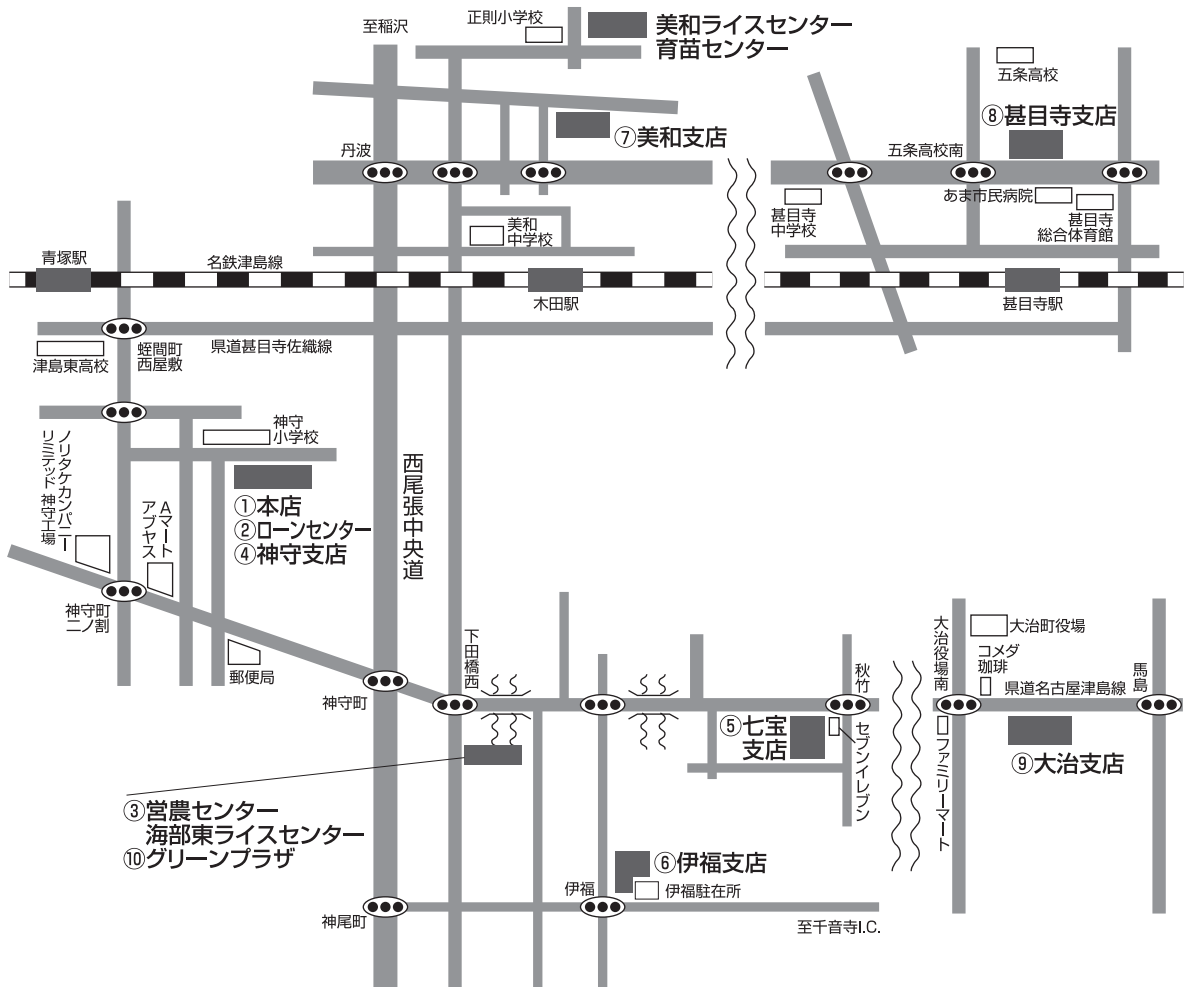 至稲沢
正則小学校
美和ライスセンター
育苗センター
五条高校
⑦美和支店
⑧甚目寺支店
丹波
五条高校南
美和
中学校
甚目寺
中学校
あま市民病院
甚目寺
総合体育館
青塚駅
名鉄津島線
木田駅
甚目寺駅
津島東高校
蛭間町
西屋敷
県道甚目寺佐織線
神守
小学校
ノリタケカンパニー
リミテッド 神守工場
Aマート
アブヤス
①本店
②ローンセンター
④神守支店
西尾張中央道
神守町
二ノ割
郵便局
神守町
下田橋西
秋竹
⑤七宝
支店
セブンイレブン
大治役場南
大治町役場
コメダ
珈琲
県道名古屋津島線
馬島
ファミリーマート
⑨大治支店
③営農センター
海部東ライスセンター
⑩グリーンプラザ
⑥伊福支店
伊福
伊福駐在所
神尾町
至千音寺I.C.